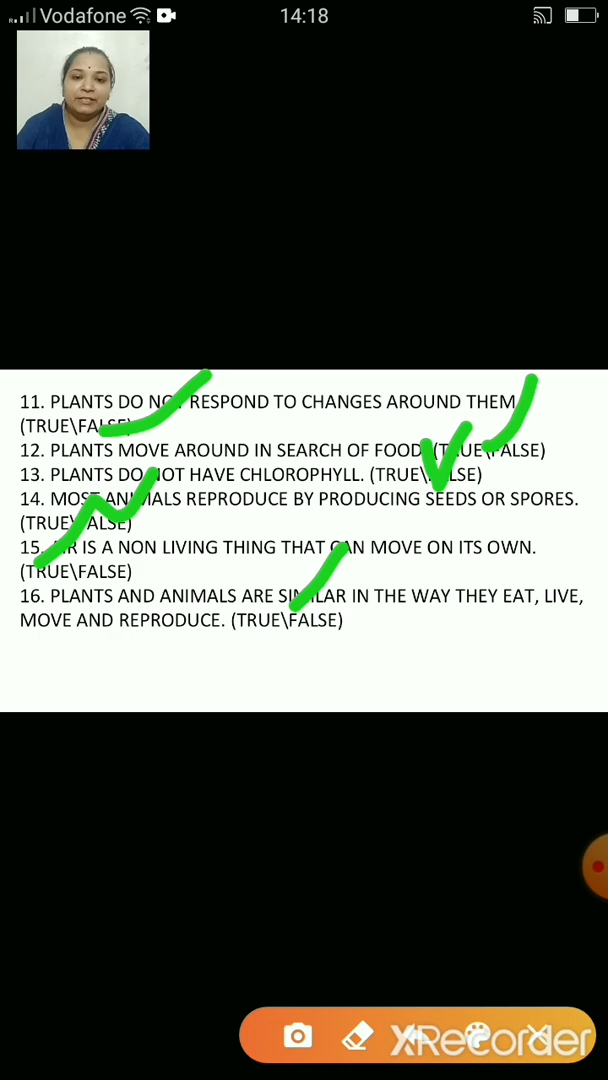 Vodafone 14:18
11. PLANTS DO NOT RESPOND TO CHANGES AROUND THEM
(TRUE\FALSE)
12. PLANTS MOVE AROUND IN SEARCH OF FOOD. (TRUE\FALSE)
13. PLANTS DO NOT HAVE CHLOROPHYLL. (TRUE\FALSE)
14. MOST ANIMALS REPRODUCE BY PRODUCING SEEDS OR SPORES.
(TRUE\FALSE)
15. AIR IS A NON LIVING THING THAT CAN MOVE ON ITS OWN.
(TRUE\FALSE)
16. PLANTS AND ANIMALS ARE SIMILAR IN THE WAY THEY EAT, LIVE,
MOVE AND REPRODUCE. (TRUE\FALSE)
XRecorder